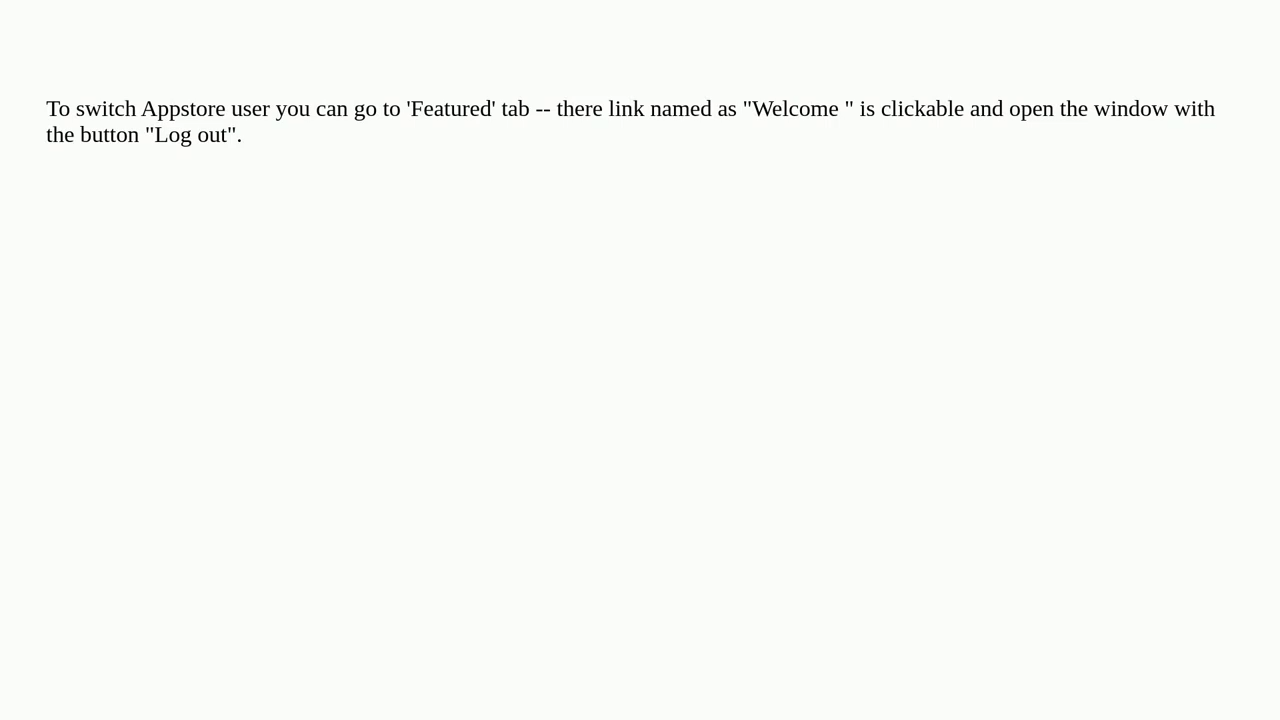 To switch Appstore user you can go to 'Featured' tab -- there link named as "Welcome " is clickable and open the window with
the button "Log out".